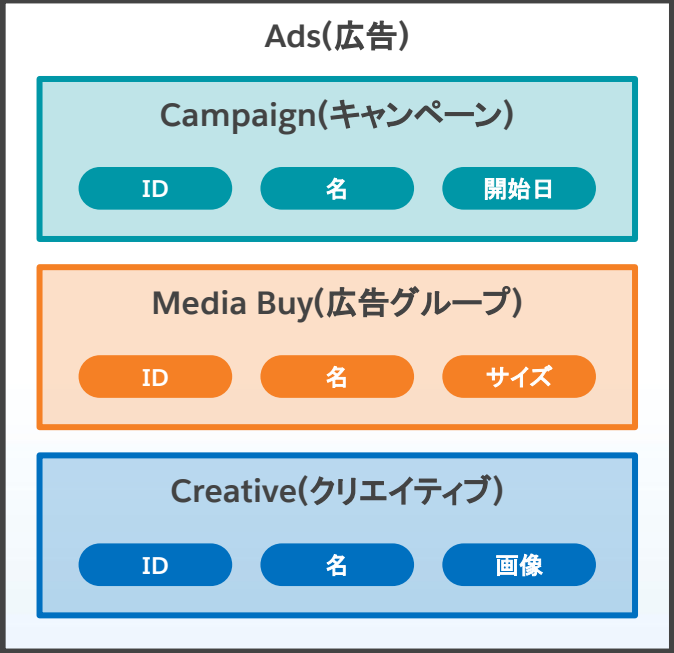 Ads(広告)
Campaign(キャンペーン)
ID 名 開始日
Media Buy(広告グループ)
ID 名 サイズ
Creative(クリエイティブ)
ID 名 画像